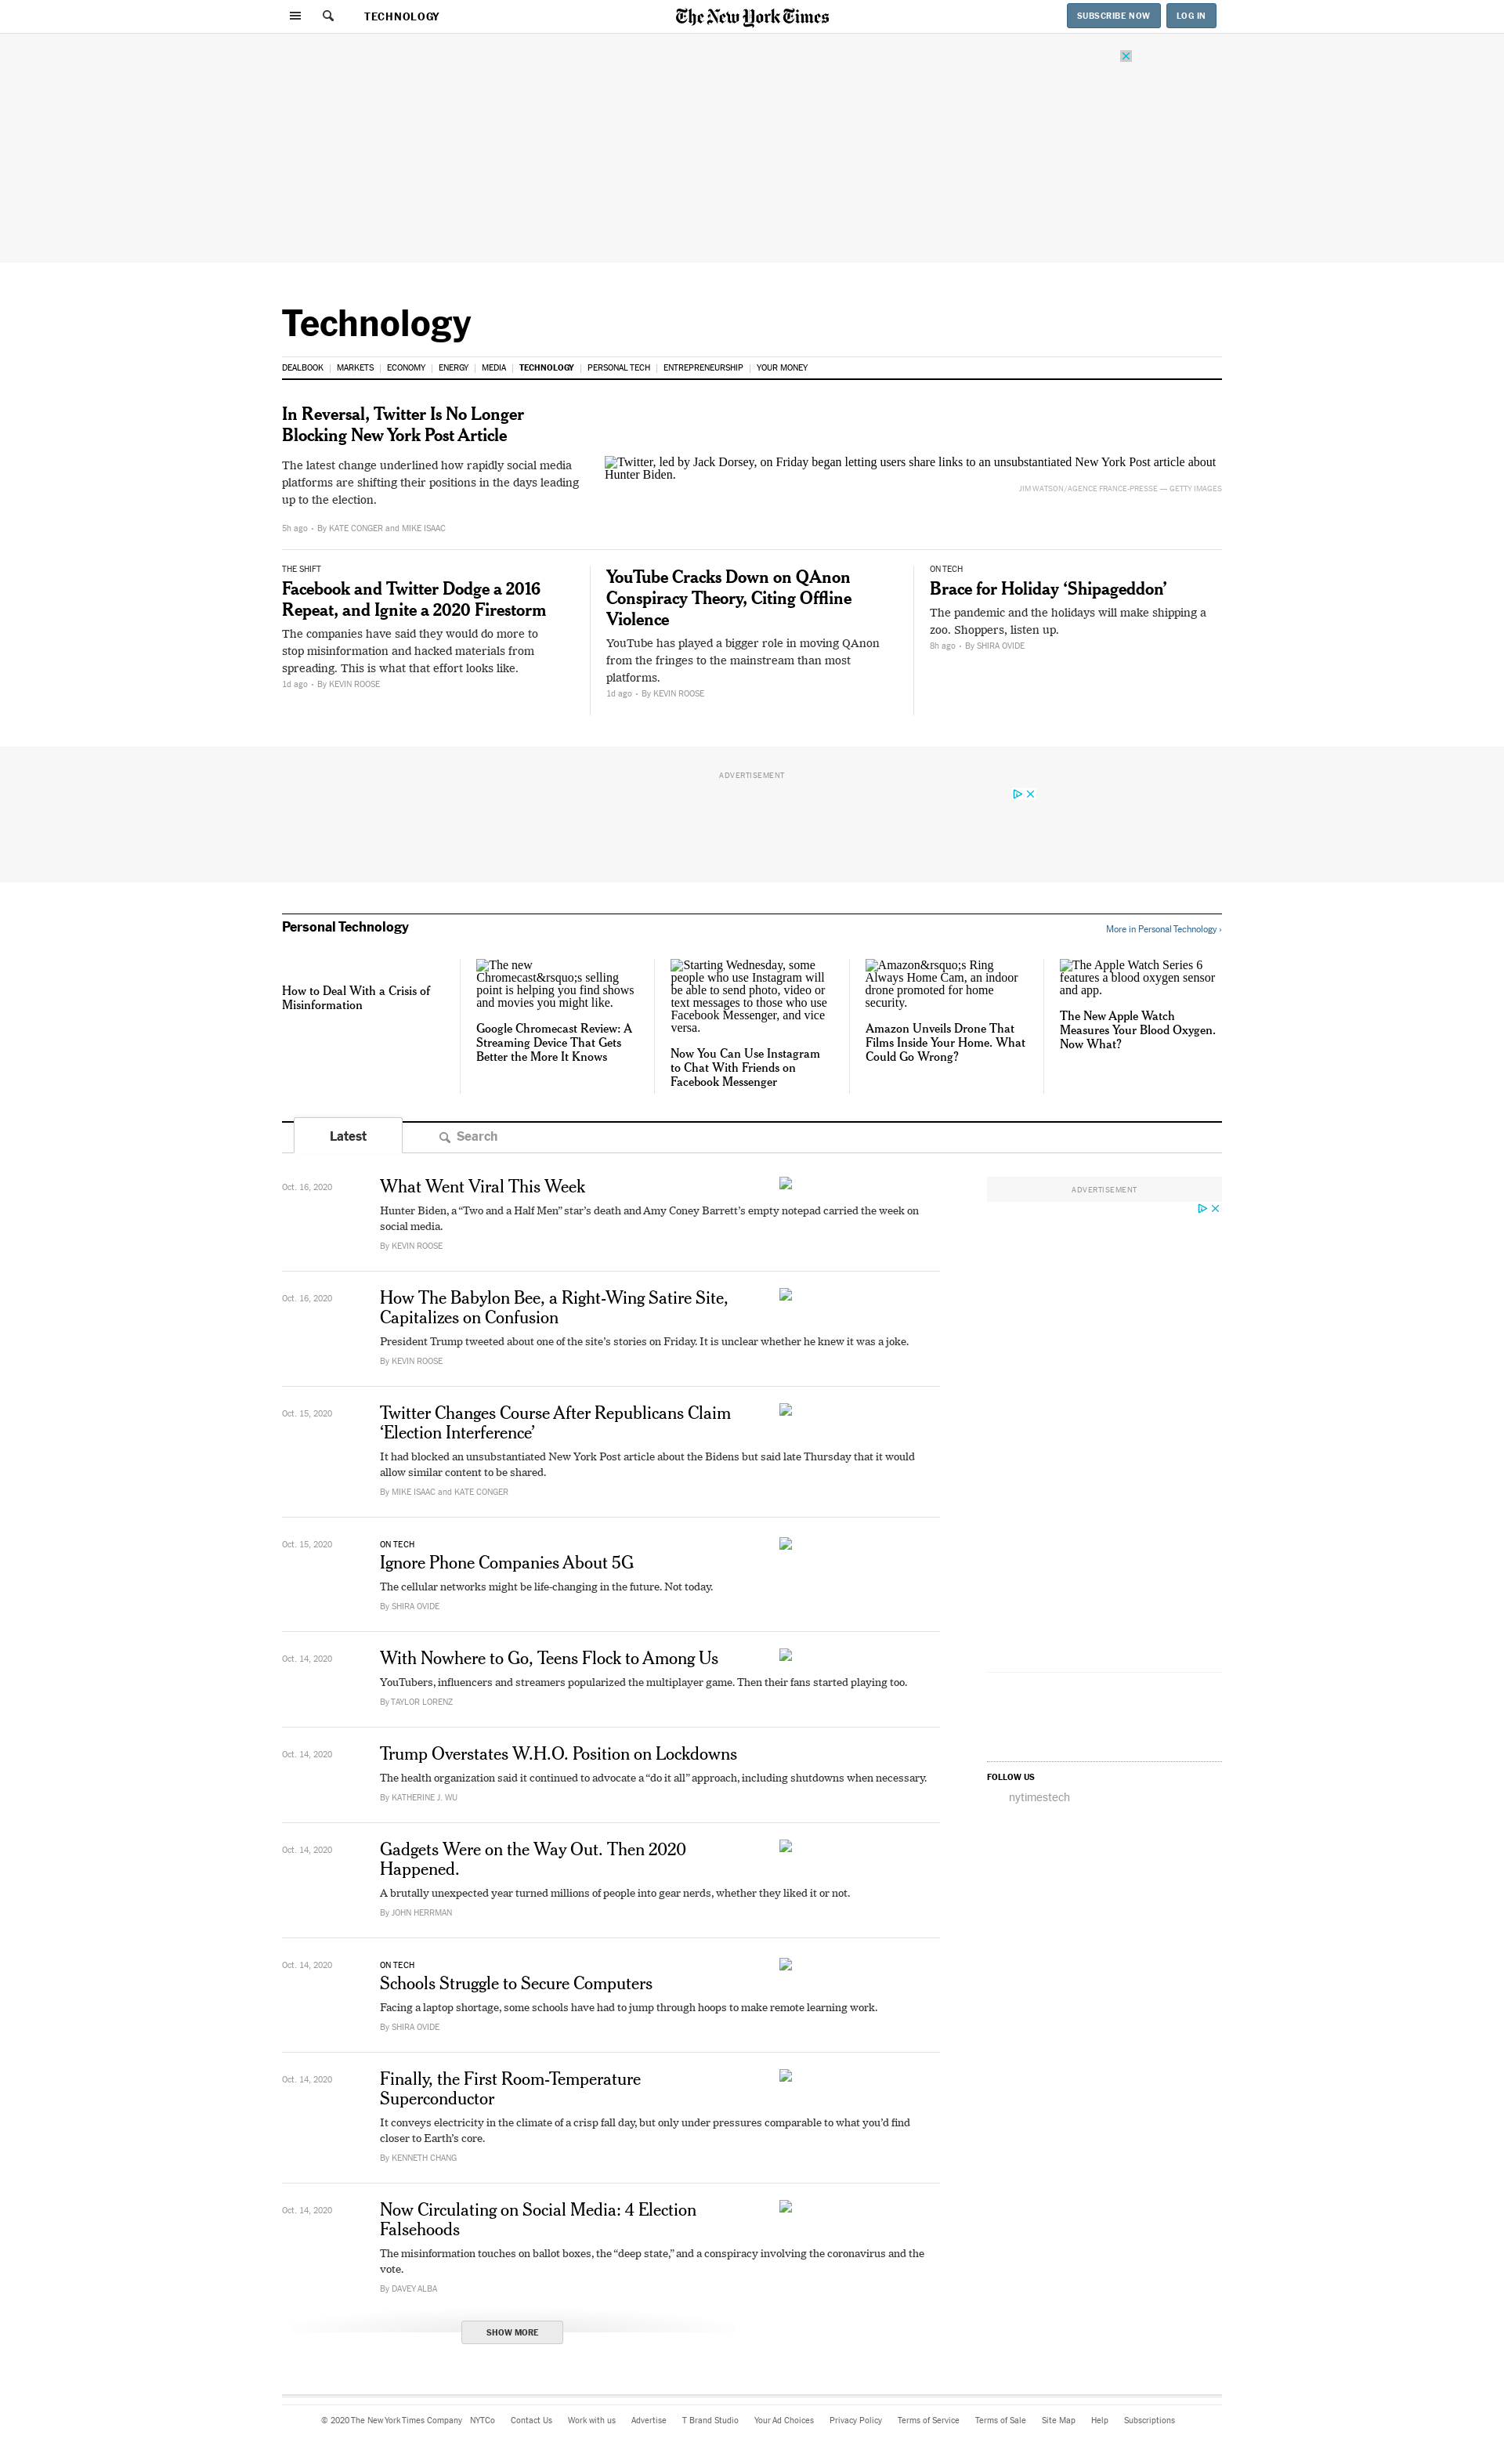 TECHNOLOGY
The New York Times
SUBSCRIBE NOW
LOG IN
Technology
DEALBOOK
MARKETS
ECONOMY
ENERGY
MEDIA
TECHNOLOGY
PERSONAL TECH
ENTREPRENEURSHIP
YOUR MONEY
In Reversal, Twitter Is No Longer
Blocking New York Post Article
The latest change underlined how rapidly social media
platforms are shifting their positions in the days leading
up to the election.
5h ago • By KATE CONGER and MIKE ISAAC
Twitter, led by Jack Dorsey, on Friday began letting users share links to an unsubstantiated New York Post article about
Hunter Biden.
JIM WATSON/AGENCE FRANCE-PRESSE — GETTY IMAGES
THE SHIFT
Facebook and Twitter Dodge a 2016
Repeat, and Ignite a 2020 Firestorm
The companies have said they would do more to
stop misinformation and hacked materials from
spreading. This is what that effort looks like.
1d ago • By KEVIN ROOSE
YouTube Cracks Down on QAnon
Conspiracy Theory, Citing Offline
Violence
YouTube has played a bigger role in moving QAnon
from the fringes to the mainstream than most
platforms.
1d ago • By KEVIN ROOSE
ON TECH
Brace for Holiday ‘Shipageddon’
The pandemic and the holidays will make shipping a
zoo. Shoppers, listen up.
8h ago • By SHIRA OVIDE
ADVERTISEMENT
Personal Technology
More in Personal Technology ›
How to Deal With a Crisis of
Misinformation
The new
Chromecast&rsquo;s selling
point is helping you find shows
and movies you might like.
Google Chromecast Review: A
Streaming Device That Gets
Better the More It Knows
Starting Wednesday, some
people who use Instagram will
be able to send photo, video or
text messages to those who use
Facebook Messenger, and vice
versa.
Now You Can Use Instagram
to Chat With Friends on
Facebook Messenger
Amazon&rsquo;s Ring
Always Home Cam, an indoor
drone promoted for home
security.
Amazon Unveils Drone That
Films Inside Your Home. What
Could Go Wrong?
The Apple Watch Series 6
features a blood oxygen sensor
and app.
The New Apple Watch
Measures Your Blood Oxygen.
Now What?
Latest
Search
Oct. 16, 2020
What Went Viral This Week
Hunter Biden, a “Two and a Half Men” star’s death and Amy Coney Barrett’s empty notepad carried the week on
social media.
By KEVIN ROOSE
ADVERTISEMENT
Oct. 16, 2020
How The Babylon Bee, a Right-Wing Satire Site,
Capitalizes on Confusion
President Trump tweeted about one of the site’s stories on Friday. It is unclear whether he knew it was a joke.
By KEVIN ROOSE
Oct. 15, 2020
Twitter Changes Course After Republicans Claim
‘Election Interference’
It had blocked an unsubstantiated New York Post article about the Bidens but said late Thursday that it would
allow similar content to be shared.
By MIKE ISAAC and KATE CONGER
Oct. 15, 2020
ON TECH
Ignore Phone Companies About 5G
The cellular networks might be life-changing in the future. Not today.
By SHIRA OVIDE
Oct. 14, 2020
With Nowhere to Go, Teens Flock to Among Us
YouTubers, influencers and streamers popularized the multiplayer game. Then their fans started playing too.
By TAYLOR LORENZ
Oct. 14, 2020
Trump Overstates W.H.O. Position on Lockdowns
The health organization said it continued to advocate a “do it all” approach, including shutdowns when necessary.
By KATHERINE J. WU
FOLLOW US
nytimestech
Oct. 14, 2020
Gadgets Were on the Way Out. Then 2020
Happened.
A brutally unexpected year turned millions of people into gear nerds, whether they liked it or not.
By JOHN HERRMAN
Oct. 14, 2020
ON TECH
Schools Struggle to Secure Computers
Facing a laptop shortage, some schools have had to jump through hoops to make remote learning work.
By SHIRA OVIDE
Oct. 14, 2020
Finally, the First Room-Temperature
Superconductor
It conveys electricity in the climate of a crisp fall day, but only under pressures comparable to what you’d find
closer to Earth’s core.
By KENNETH CHANG
Oct. 14, 2020
Now Circulating on Social Media: 4 Election
Falsehoods
The misinformation touches on ballot boxes, the “deep state,” and a conspiracy involving the coronavirus and the
vote.
By DAVEY ALBA
SHOW MORE
© 2020 The New York Times Company
NYTCo
Contact Us
Work with us
Advertise
T Brand Studio
Your Ad Choices
Privacy Policy
Terms of Service
Terms of Sale
Site Map
Help
Subscriptions